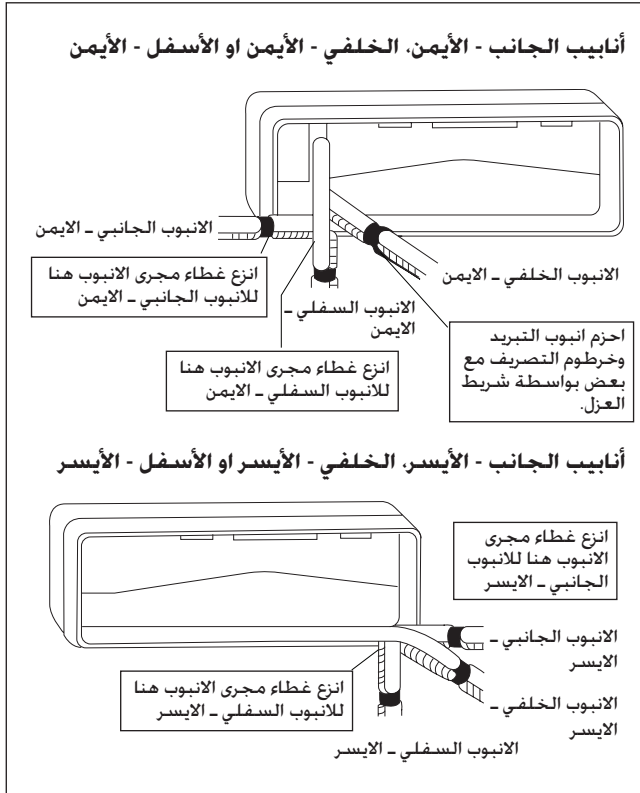 أنابيب الجانب - الأيمن، الخلفي - الأيمن او الأسفل - الأيمن
الانبوب الجانبي – الايمن
انزع غطاء مجرى الانبوب هنا
للانبوب الجانبي – الايمن
الانبوب الخلفي – الايمن
الانبوب السفلي –
الايمن
احزم انبوب التبريد
وخرطوم التصريف مع
بعض بواسطة شريط
العزل.
انزع غطاء مجرى الانبوب هنا
للانبوب السفلي – الايمن
أنابيب الجانب - الأيسر، الخلفي - الأيسر او الأسفل - الأيسر
انزع غطاء مجرى
الانبوب هنا للانبوب
الجانبي – الايسر
الانبوب الجانبي –
الايسر
انزع غطاء مجرى الانبوب هنا
للانبوب السفلي – الايسر
الانبوب الخلفي –
الايسر
الانبوب السفلي – الايسر